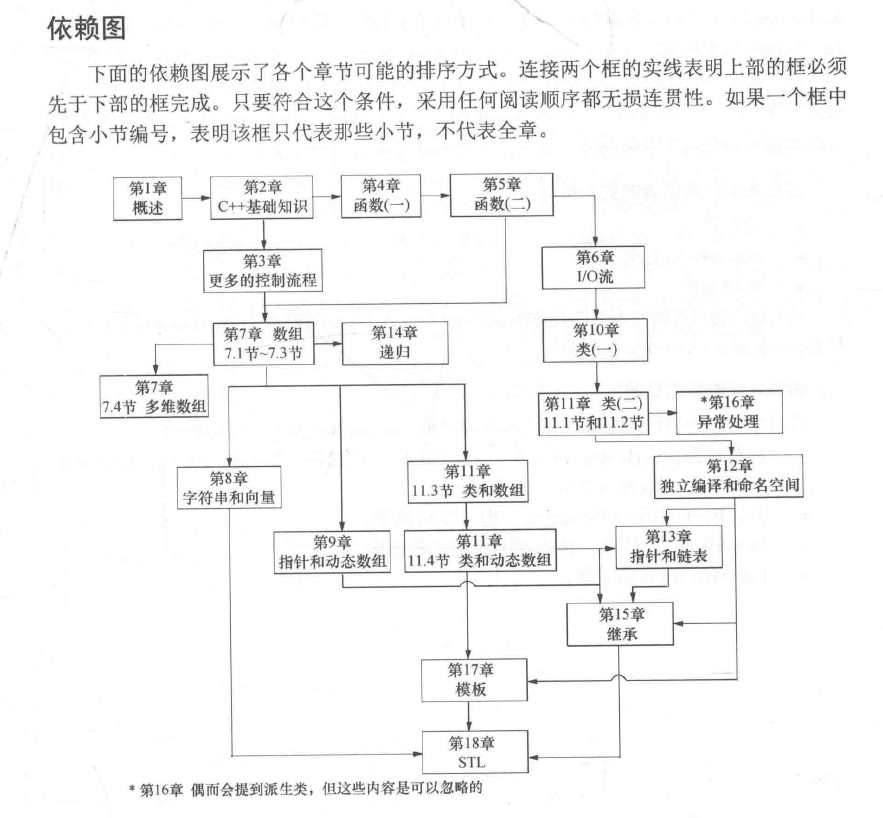 依赖图
下面的依赖图展示了各个章节可能的排序方式。连接两个框的实线表明上部的框必须
先于下部的框完成。只要符合这个条件，采用任何阅读顺序都无损连贯性。如果一个框中
包含小节编号，表明该框只代表那些小节，不代表全章。
第1章
概述
第2章
C++基础知识
第4章
函数(一)
第5章
函数(二)
第3章
更多的控制流程
第6章
I/O流
第7章 数组
7.1节~7.3节
第14章
递归
第10章
类(一)
第7章
7.4节 多维数组
第11章 类(二)
11.1节和11.2节
*第16章
异常处理
第8章
字符串和向量
第11章
11.3节 类和数组
第12章
独立编译和命名空间
第9章
指针和动态数组
第11章
11.4节 类和动态数组
第13章
指针和链表
第15章
继承
第17章
模板
第18章
STL
* 第16章 偶而会提到派生类，但这些内容是可以忽略的